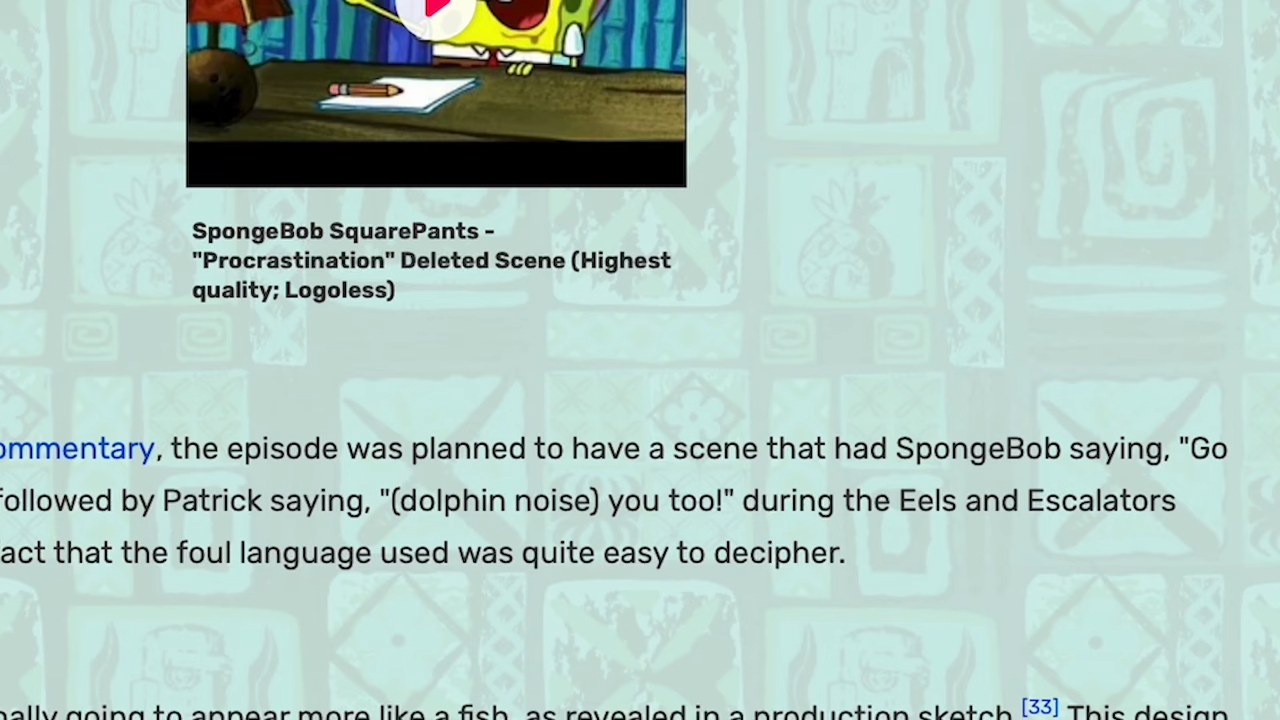 SpongeBob SquarePants -
"Procrastination" Deleted Scene (Highest
quality; Logoless)
ommentary, the episode was planned to have a scene that had SpongeBob saying, "Go
followed by Patrick saying, "(dolphin noise) you too!" during the Eels and Escalators
act that the foul language used was quite easy to decipher.
nally going to appear more like a fish, as revealed in a production sketch.[33] This design